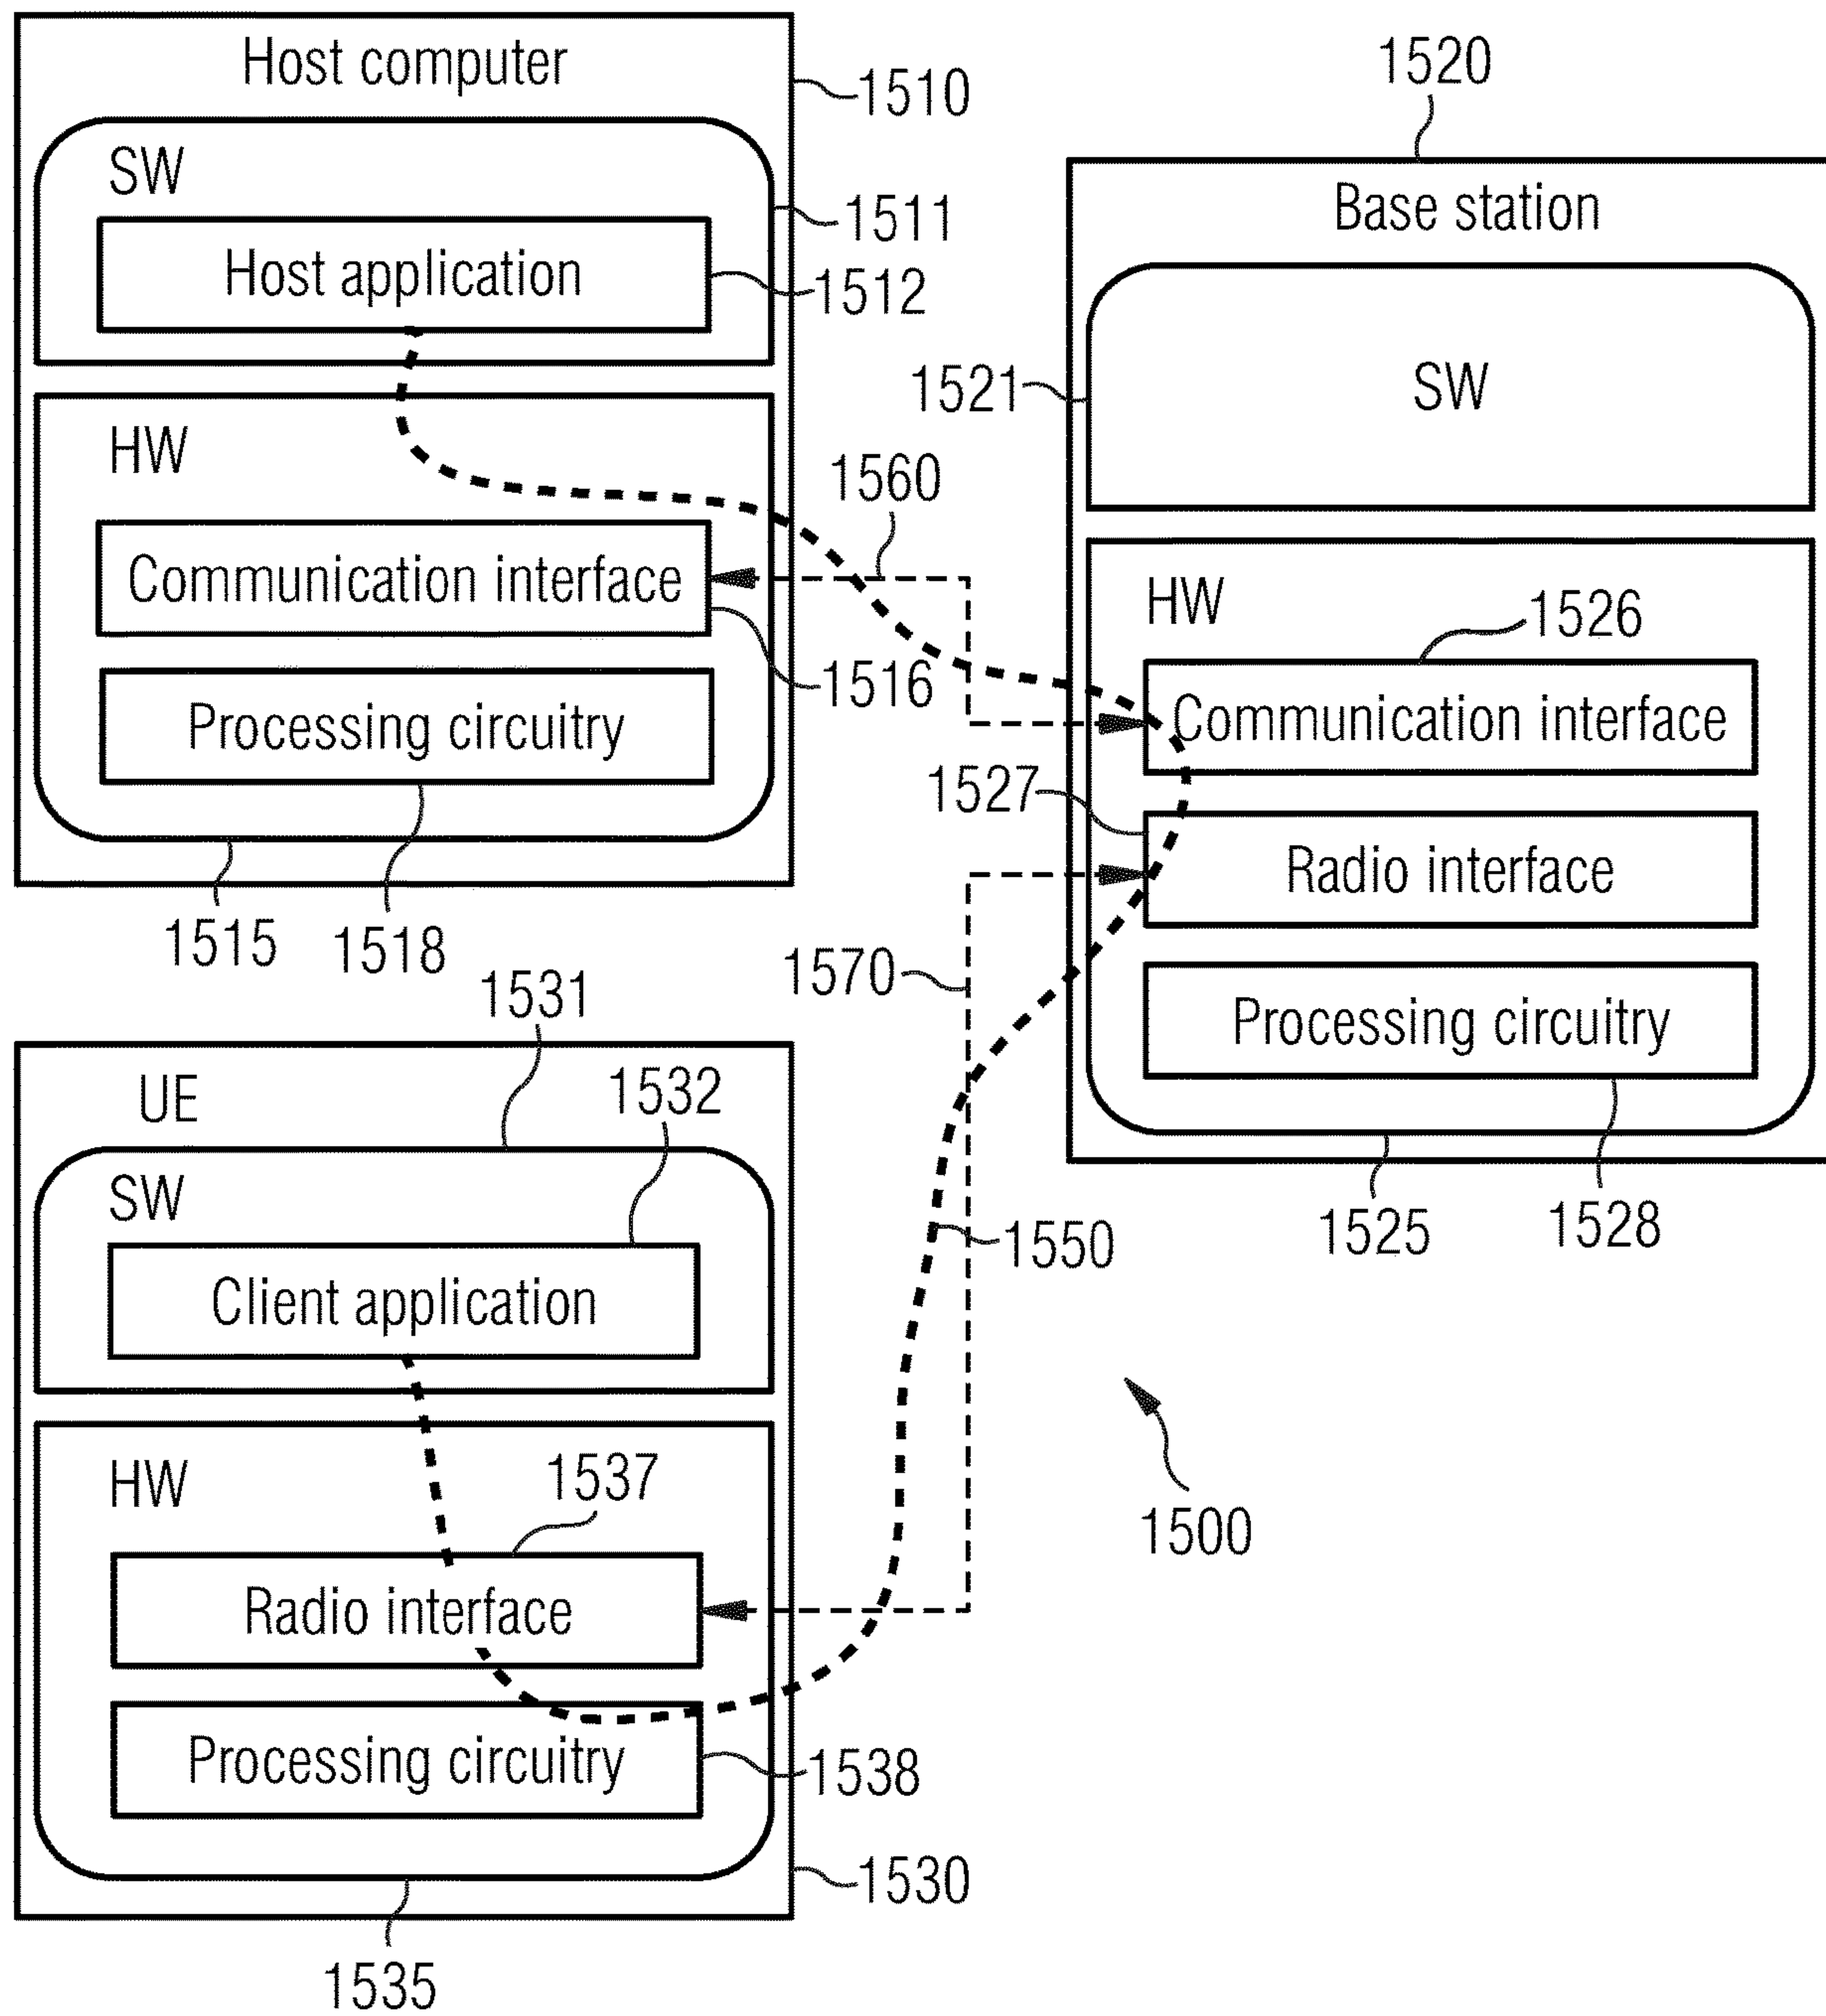 Host computer
1510
SW
1511
Host application
1512
HW
Communication interface
1516
Processing circuitry
1515
1518
1560
1520
Base station
1521
SW
HW
1526
Communication interface
1527
Radio interface
1570
Processing circuitry
1525
1528
1550
1531
UE
1532
SW
Client application
HW
1537
Radio interface
Processing circuitry
1538
1530
1535
1500